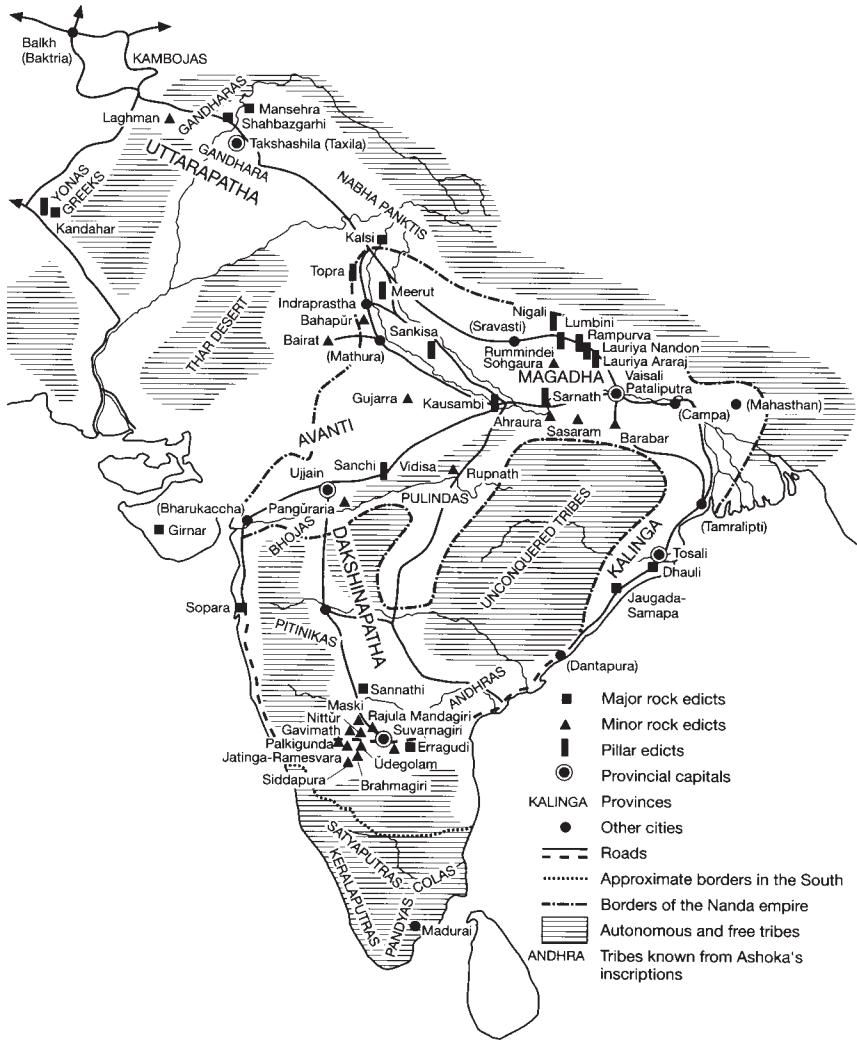 Balkh
(Baktria)
KAMBOJAS
GANDHARAS
Mansehra
Shahbazgarhi
Laghman
Takshashila (Taxila)
GANDHARA
UTTARAPATHA
YONAS
GREEKS
Kandahar
NABHA PANKTIS
Kalsi
Topra
Meerut
Indraprastha
Bahapūr
Bairat
(Mathura)
Sankisa
THAR DESERT
Nigali
Lumbini
(Sravasti)
Rampurva
Lauriya Nandon
Lauriya Araraj
Rummindei
Sohgaura
MAGADHA
Vaisali
Pataliputra
Gujarra
Kausambi
Sarnath
(Campa)
(Mahasthan)
Ahraura
Sasaram
Barabar
AVANTI
Ujjain
Sanchi
Vidisa
Rupnath
PULINDAS
(Bharukaccha)
Pangūraria
Girnar
BHOJAS
DAKSHINAPATHA
UNCONQUERED TRIBES
(Tamralipti)
KALINGA
Tosali
Dhauli
Jaugada-
Samapa
Sopara
PITINIKAS
(Dantapura)
Sannathi
ANDHRAS
Maski
Nittūr
Rajula Mandagiri
Gavimath
Suvarnagiri
Palkigunda
Erragudi
Jatinga-Ramesvara
Ūdegolam
Siddapura
Brahmagiri
SATYAPUTRAS
KERALAPUTRAS
PANDYAS
COLAS
Madurai
Major rock edicts
Minor rock edicts
Pillar edicts
Provincial capitals
KALINGA Provinces
Other cities
Roads
Approximate borders in the South
Borders of the Nanda empire
Autonomous and free tribes
ANDHRA Tribes known from Ashoka's
inscriptions